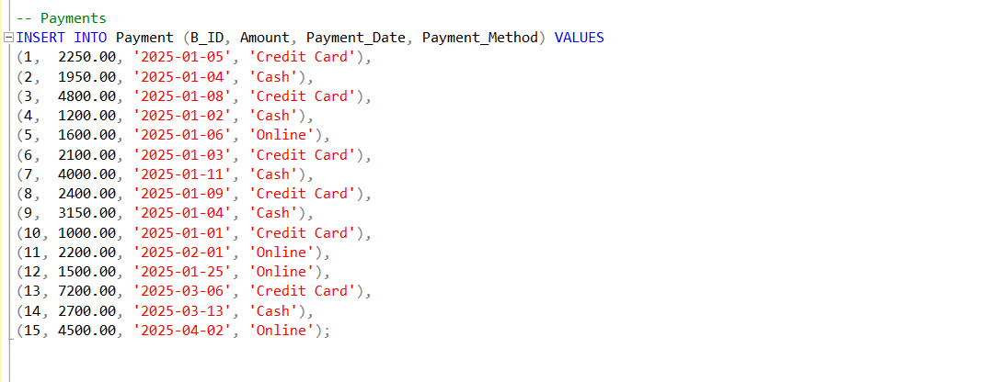 -- Payments
INSERT INTO Payment (B_ID, Amount, Payment_Date, Payment_Method) VALUES
(1,  2250.00, '2025-01-05', 'Credit Card'),
(2,  1950.00, '2025-01-04', 'Cash'),
(3,  4800.00, '2025-01-08', 'Credit Card'),
(4,  1200.00, '2025-01-02', 'Cash'),
(5,  1600.00, '2025-01-06', 'Online'),
(6,  2100.00, '2025-01-03', 'Credit Card'),
(7,  4000.00, '2025-01-11', 'Cash'),
(8,  2400.00, '2025-01-09', 'Credit Card'),
(9,  3150.00, '2025-01-04', 'Cash'),
(10, 1000.00, '2025-01-01', 'Credit Card'),
(11, 2200.00, '2025-02-01', 'Online'),
(12, 1500.00, '2025-01-25', 'Online'),
(13, 7200.00, '2025-03-06', 'Credit Card'),
(14, 2700.00, '2025-03-13', 'Cash'),
(15, 4500.00, '2025-04-02', 'Online');